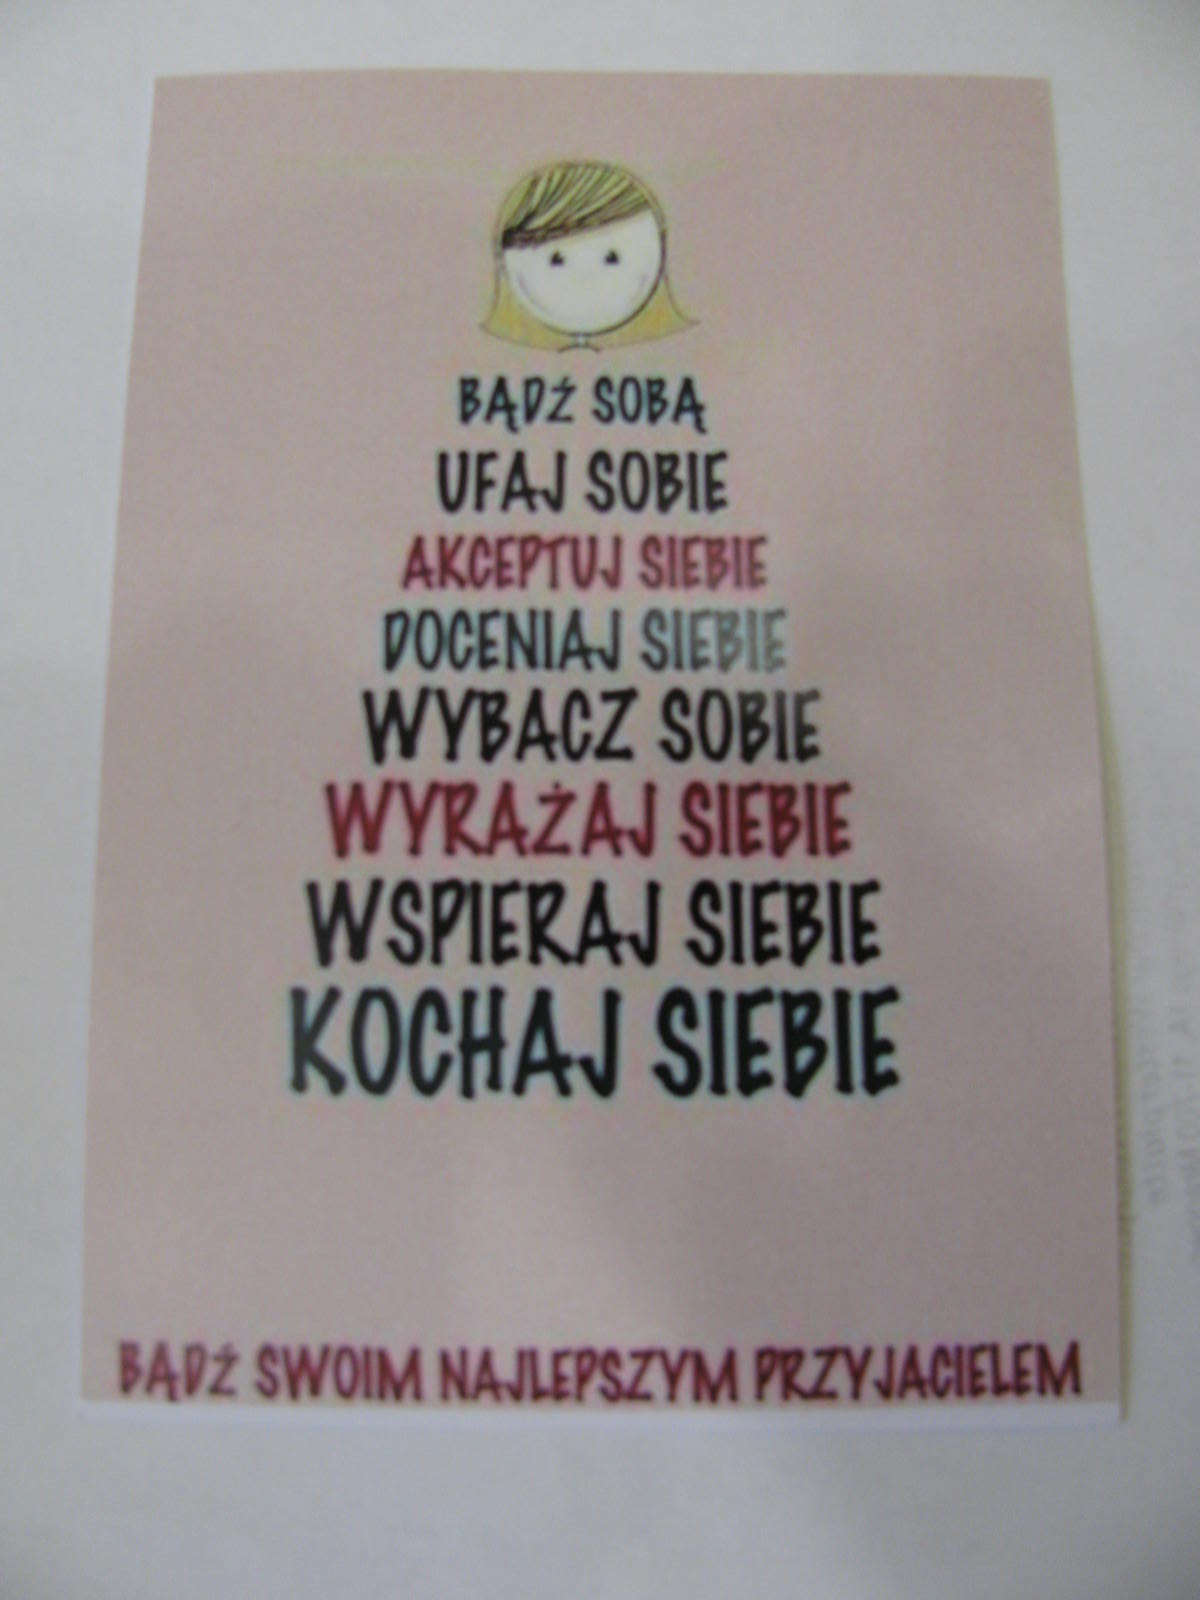 BĄDŹ SOBĄ
UFAJ SOBIE
AKCEPTUJ SIEBIE
DOCENIAJ SIEBIE
WYBACZ SOBIE
WYRAŻAJ SIEBIE
WSPIERAJ SIEBIE
KOCHAJ SIEBIE
BĄDŹ SWOIM NAJLEPSZYM PRZYJACIELEM